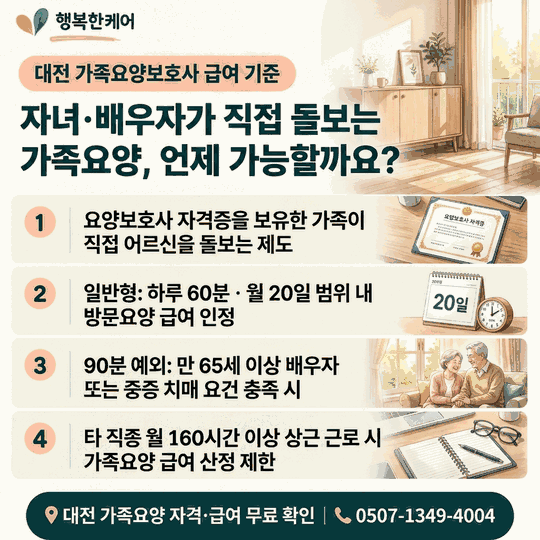 행복한케어
대전 가족요양보호사 급여 기준
자녀·배우자가 직접 돌보는
가족요양, 언제 가능할까요?
1
요양보호사 자격증을 보유한 가족이
직접 어르신을 돌보는 제도
요양보호사 자격증
2
일반형: 하루 60분 · 월 20일 범위 내
방문요양 급여 인정
20일
3
90분 예외: 만 65세 이상 배우자
또는 중증 치매 요건 충족 시
4
타 직종 월 160시간 이상 상근 근로 시
가족요양 급여 산정 제한
대전 가족요양 자격·급여 무료 확인 | 0507-1349-4004